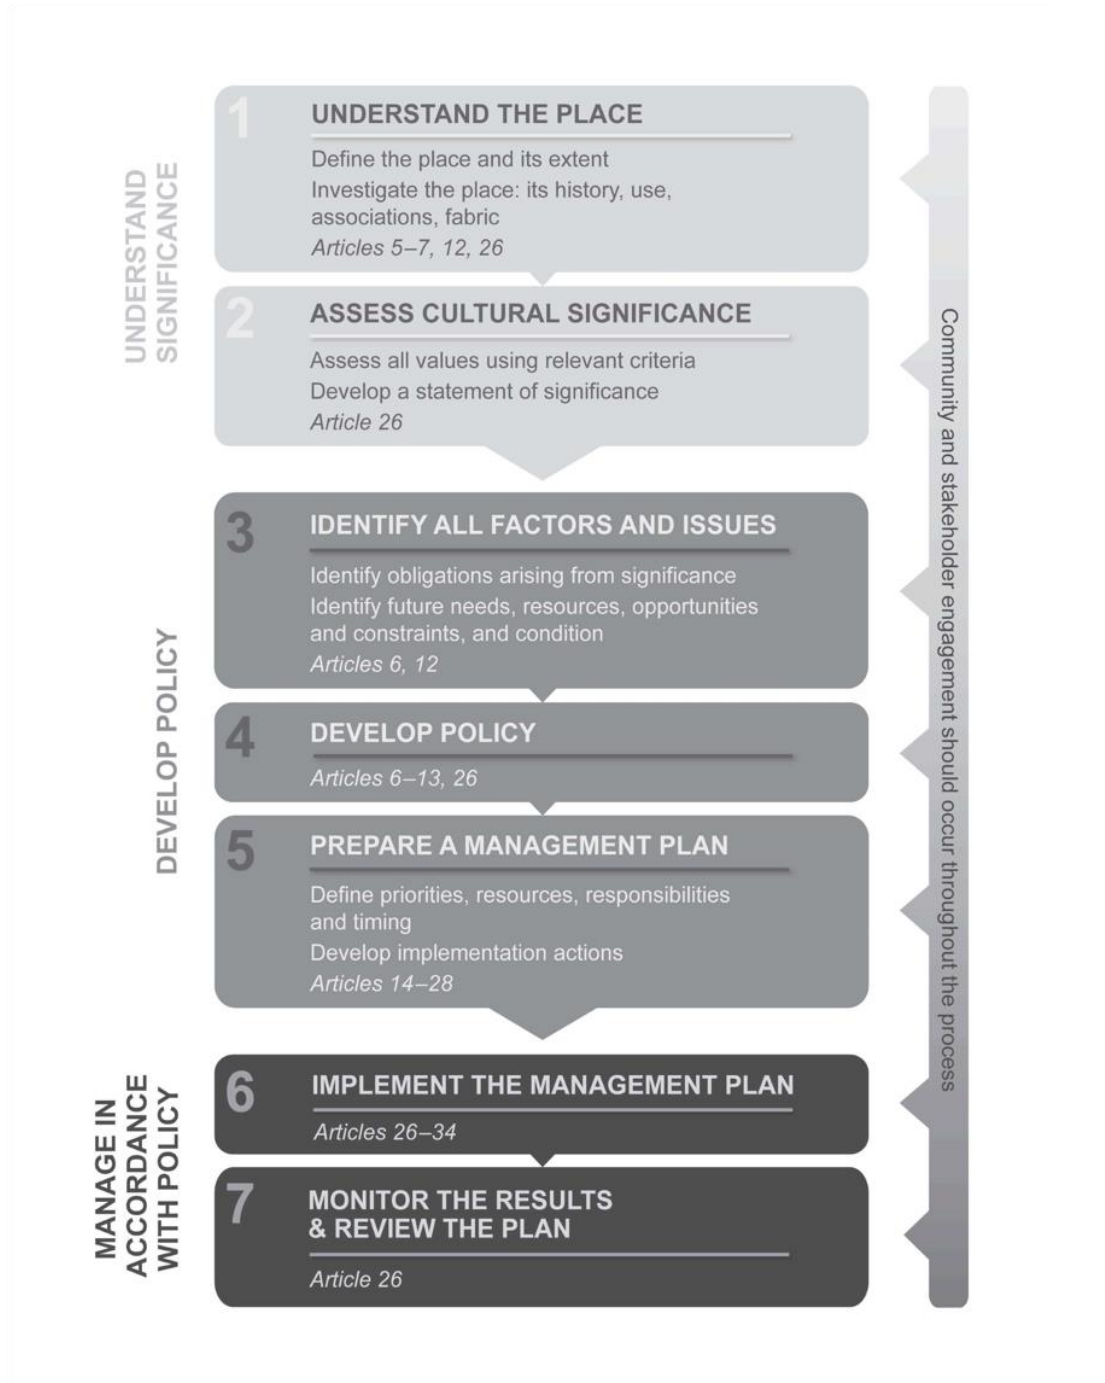 UNDERSTAND
SIGNIFICANCE
1
UNDERSTAND THE PLACE
Define the place and its extent
Investigate the place: its history, use,
associations, fabric
Articles 5–7, 12, 26
2
ASSESS CULTURAL SIGNIFICANCE
Assess all values using relevant criteria
Develop a statement of significance
Article 26
DEVELOP POLICY
3
IDENTIFY ALL FACTORS AND ISSUES
Identify obligations arising from significance
Identify future needs, resources, opportunities
and constraints, and condition
Articles 6, 12
4
DEVELOP POLICY
Articles 6–13, 26
5
PREPARE A MANAGEMENT PLAN
Define priorities, resources, responsibilities
and timing
Develop implementation actions
Articles 14–28
MANAGE IN
ACCORDANCE
WITH POLICY
6
IMPLEMENT THE MANAGEMENT PLAN
Articles 26–34
7
MONITOR THE RESULTS
& REVIEW THE PLAN
Article 26
Community and stakeholder engagement should occur throughout the process